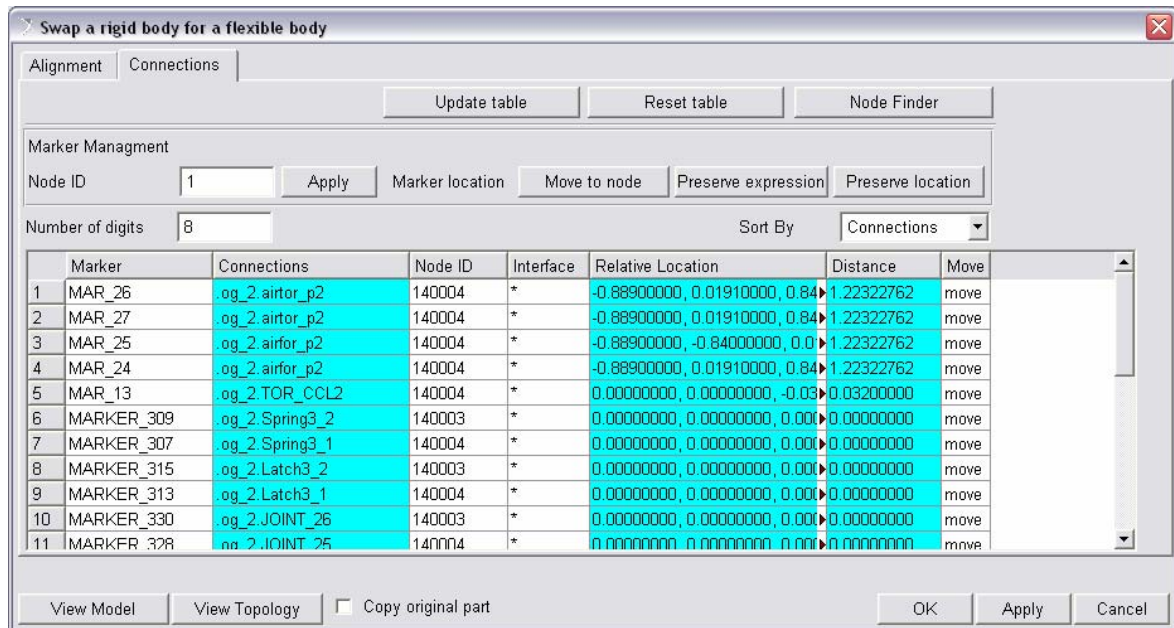 Swap a rigid body for a flexible body
Alignment Connections
Update table Reset table Node Finder
Marker Managment
Node ID 1 Apply Marker location Move to node Preserve expression Preserve location
Number of digits 8 Sort By Connections
Marker Connections Node ID Interface Relative Location Distance Move
1 MAR_26 .og_2.airtor_p2 140004 * -0.88900000, 0.01910000, 0.84 1.22322762 move
2 MAR_27 .og_2.airtor_p2 140004 * -0.88900000, 0.01910000, 0.84 1.22322762 move
3 MAR_25 .og_2.airfor_p2 140004 * -0.88900000, -0.84000000, 0.0 1.22322762 move
4 MAR_24 .og_2.airfor_p2 140004 * -0.88900000, 0.01910000, 0.84 1.22322762 move
5 MAR_13 .og_2.TOR_CCL2 140004 * 0.00000000, 0.00000000, -0.03 0.03200000 move
6 MARKER_309 .og_2.Spring3_2 140003 * 0.00000000, 0.00000000, 0.000 0.00000000 move
7 MARKER_307 .og_2.Spring3_1 140004 * 0.00000000, 0.00000000, 0.000 0.00000000 move
8 MARKER_315 .og_2.Latch3_2 140003 * 0.00000000, 0.00000000, 0.000 0.00000000 move
9 MARKER_313 .og_2.Latch3_1 140004 * 0.00000000, 0.00000000, 0.000 0.00000000 move
10 MARKER_330 .og_2.JOINT_26 140003 * 0.00000000, 0.00000000, 0.000 0.00000000 move
11 MARKER_328 .og_2.JOINT_25 140004 * 0.00000000, 0.00000000, 0.000 0.00000000 move
View Model View Topology Copy original part OK Apply Cancel